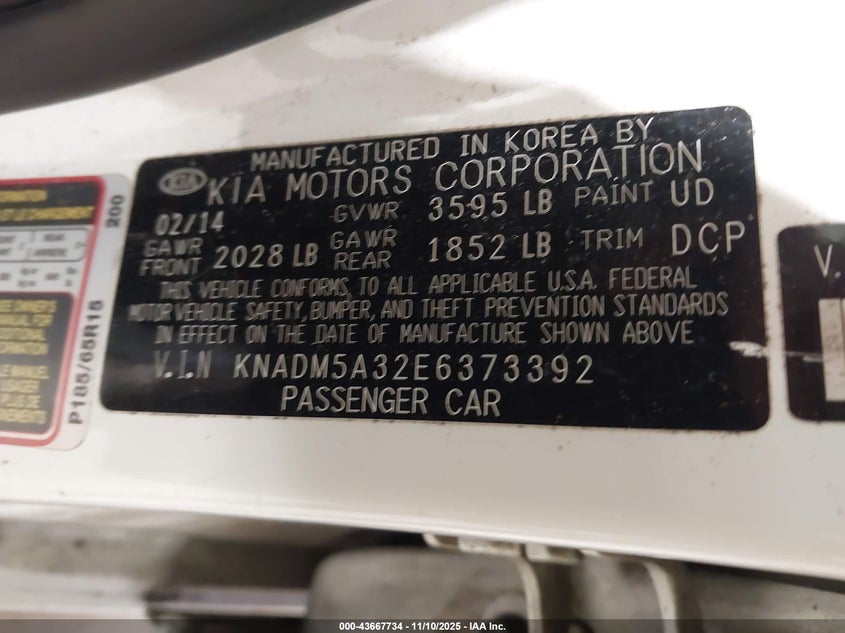 MANUFACTURED IN KOREA BY
KIA KIA MOTORS CORPORATION
02/14 GVWR 3595 LB PAINT UD
GAWR FRONT 2028 LB GAWR REAR 1852 LB TRIM DCP
THIS VEHICLE CONFORMS TO ALL APPLICABLE U.S.A. FEDERAL
MOTOR VEHICLE SAFETY, BUMPER, AND THEFT PREVENTION STANDARDS
IN EFFECT ON THE DATE OF MANUFACTURE SHOWN ABOVE
V.I.N KNADM5A32E6373392
PASSENGER CAR
200
P185/65R15
V
000-43667734 - 11/10/2025 - IAA Inc.